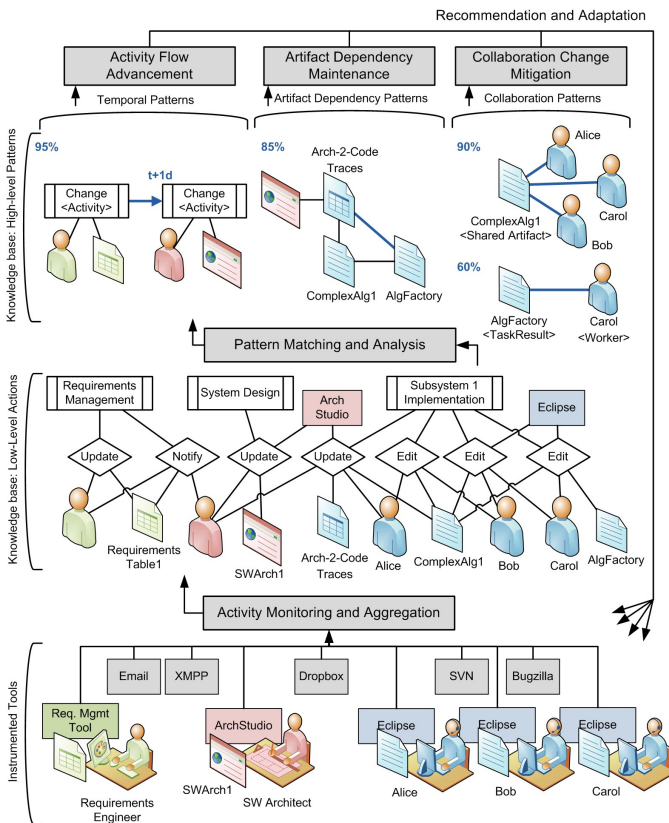 Recommendation and Adaptation
Activity Flow
Advancement
Artifact Dependency
Maintenance
Collaboration Change
Mitigation
Temporal Patterns
Artifact Dependency Patterns
Collaboration Patterns
Knowledge base: High-level Patterns
95%
t+1d
Change
<Activity>
Change
<Activity>
85%
Arch-2-Code
Traces
ComplexAlg1
AlgFactory
90%
Alice
Carol
Bob
ComplexAlg1
<Shared Artifact>
60%
AlgFactory
<TaskResult>
Carol
<Worker>
Pattern Matching and Analysis
Knowledge base: Low-Level Actions
Requirements
Management
System Design
Arch
Studio
Subsystem 1
Implementation
Eclipse
Update
Notify
Update
Update
Edit
Edit
Edit
Requirements
Table1
SWArch1
Arch-2-Code
Traces
Alice
ComplexAlg1
Bob
Carol
AlgFactory
Activity Monitoring and Aggregation
Instrumented Tools
Email
XMPP
Dropbox
SVN
Bugzilla
Req. Mgmt
Tool
ArchStudio
Eclipse
Eclipse
Eclipse
Requirements
Engineer
SWArch1
SW Architect
Alice
Bob
Carol